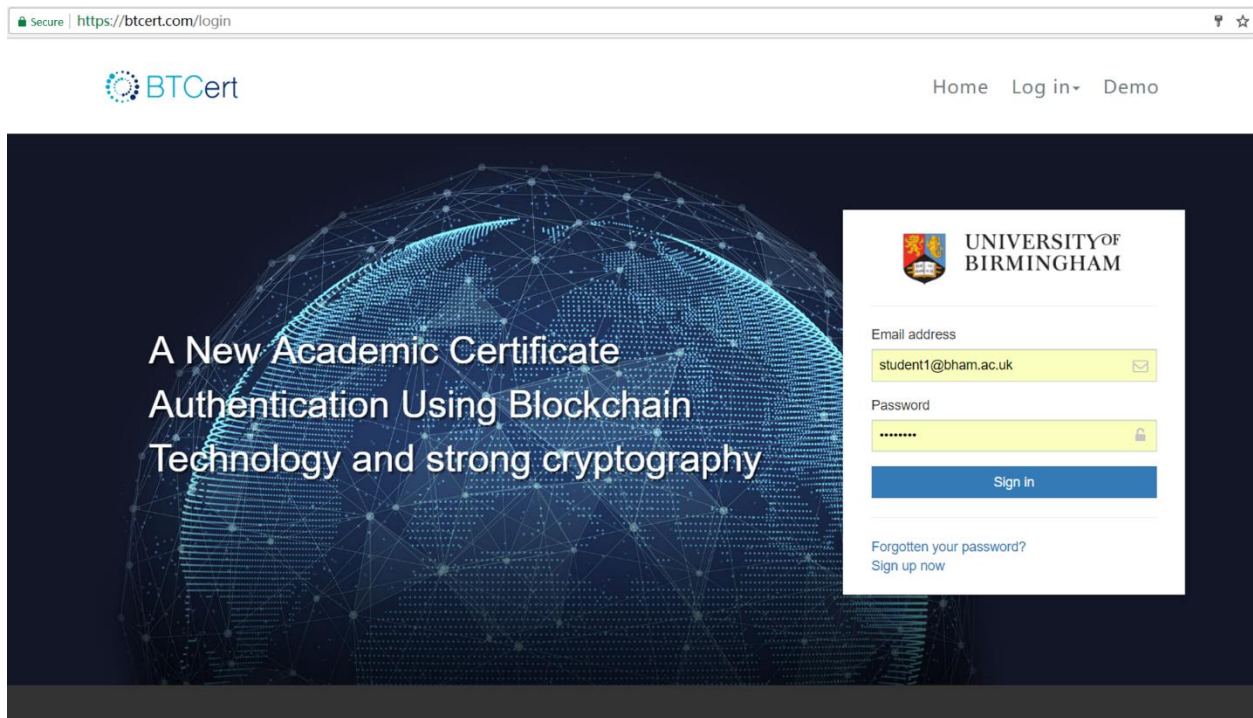 Secure | https://btcert.com/login
BTCert
Home Log in Demo
A New Academic Certificate
Authentication Using Blockchain
Technology and strong cryptography
UNIVERSITY OF
BIRMINGHAM
Email address
student1@bham.ac.uk
Password
••••••••
Sign in
Forgotten your password?
Sign up now